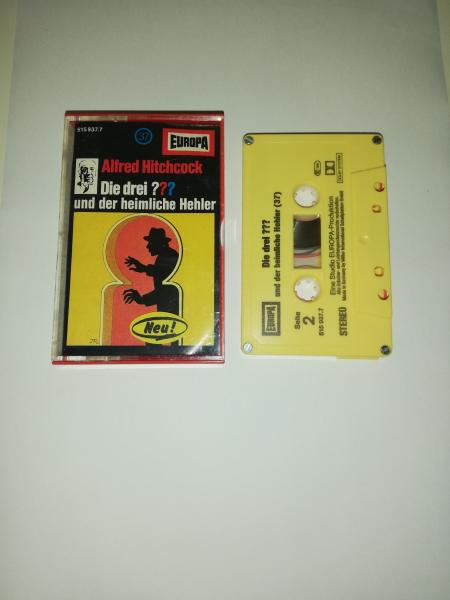 515 937.7
37
EUROPA
Alfred Hitchcock
Die drei ???
und der heimliche Hehler
Neu!
Die drei ???
und der heimliche Hehler (37)
EUROPA
Seite
2
515 937.7
Eine Studio EUROPA-Produktion
STEREO